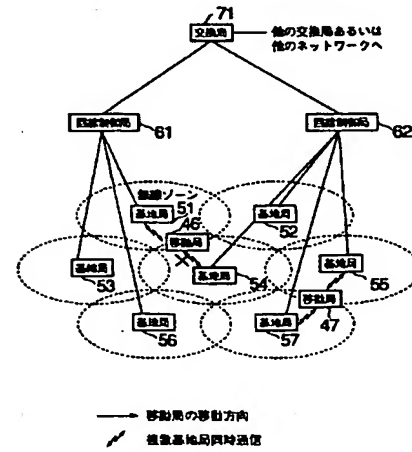 71
交換局
他の交換局あるいは
他のネットワークへ
回線制御局
61
回線制御局
62
無線ゾーン
基地局
51
46
移動局
基地局
52
基地局
53
基地局
54
基地局
55
移動局
47
基地局
56
基地局
57
移動局の移動方向
複数基地局同時通信